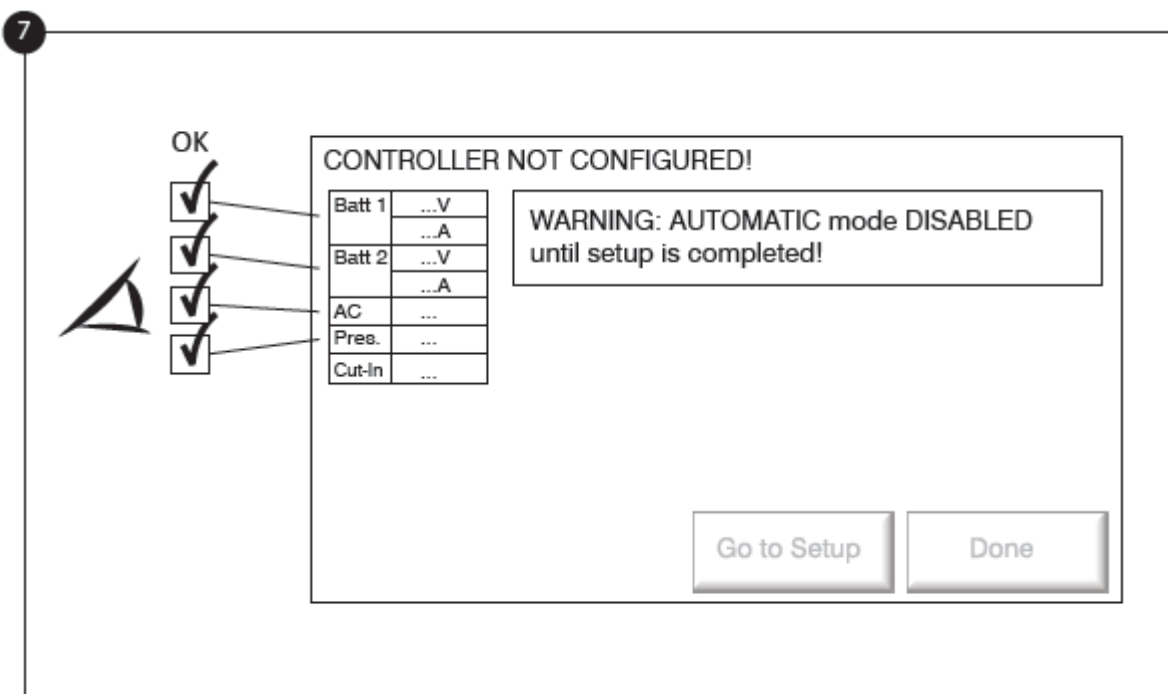 7
OK
CONTROLLER NOT CONFIGURED!
Batt 1 ...V
...A
Batt 2 ...V
...A
AC ...
Pres. ...
Cut-In ...
WARNING: AUTOMATIC mode DISABLED
until setup is completed!
Go to Setup
Done